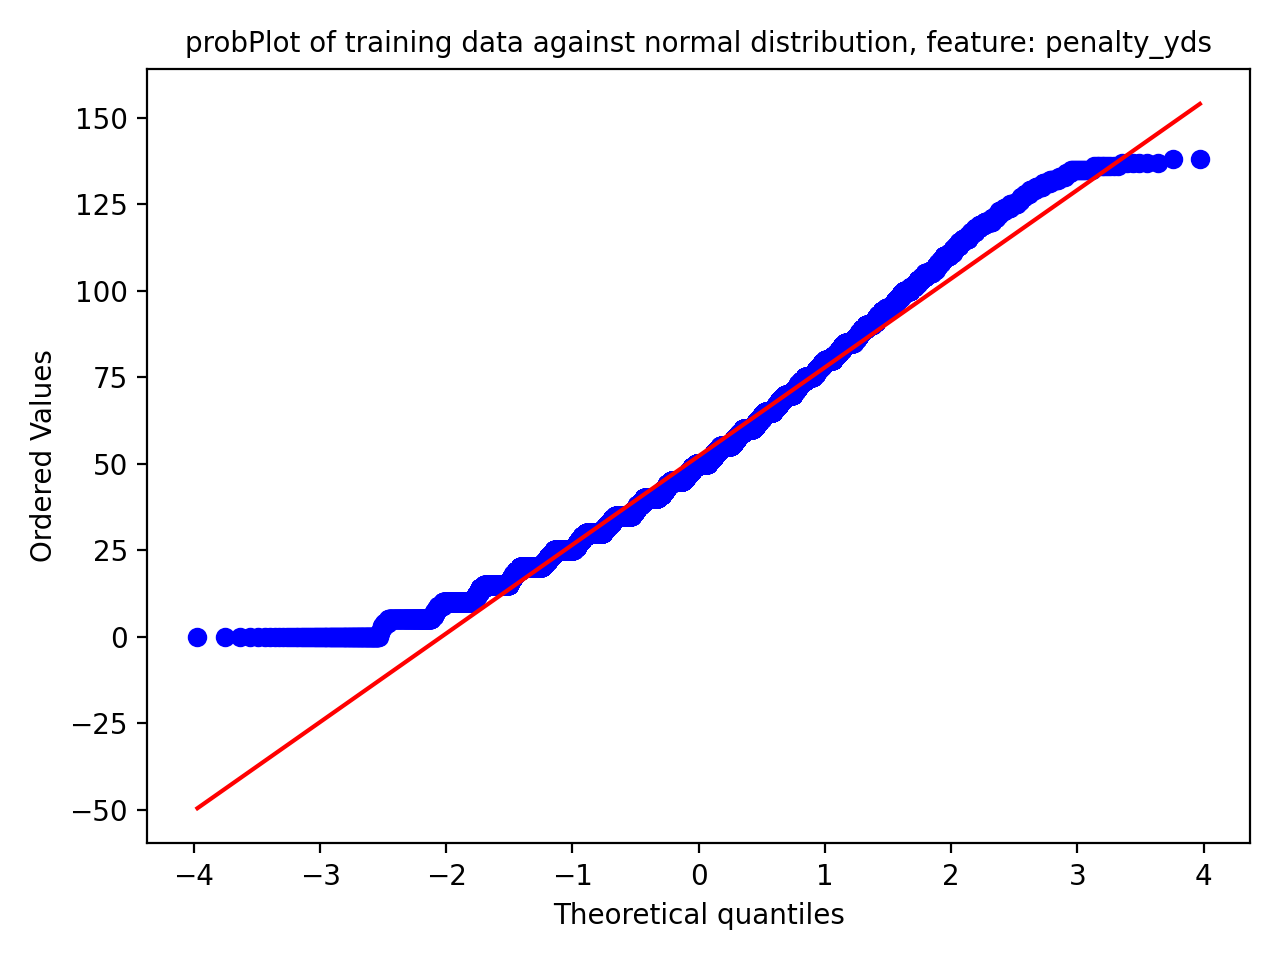 probPlot of training data against normal distribution, feature: penalty_yds
150
125
100
75
50
25
0
−25
−50
Ordered Values
−4 −3 −2 −1 0 1 2 3 4
Theoretical quantiles